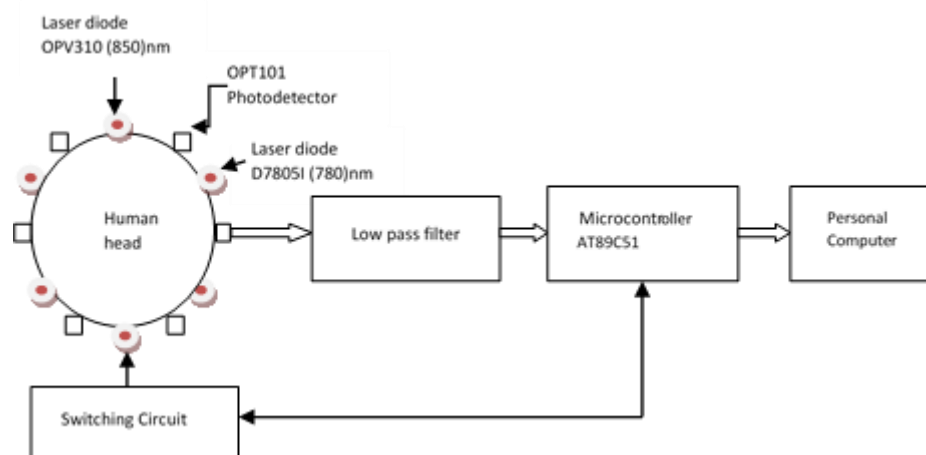 Laser diode
OPV310 (850)nm
OPT101
Photodetector
Laser diode
D7805I (780)nm
Human
head
Low pass filter
Microcontroller
AT89C51
Personal
Computer
Switching Circuit